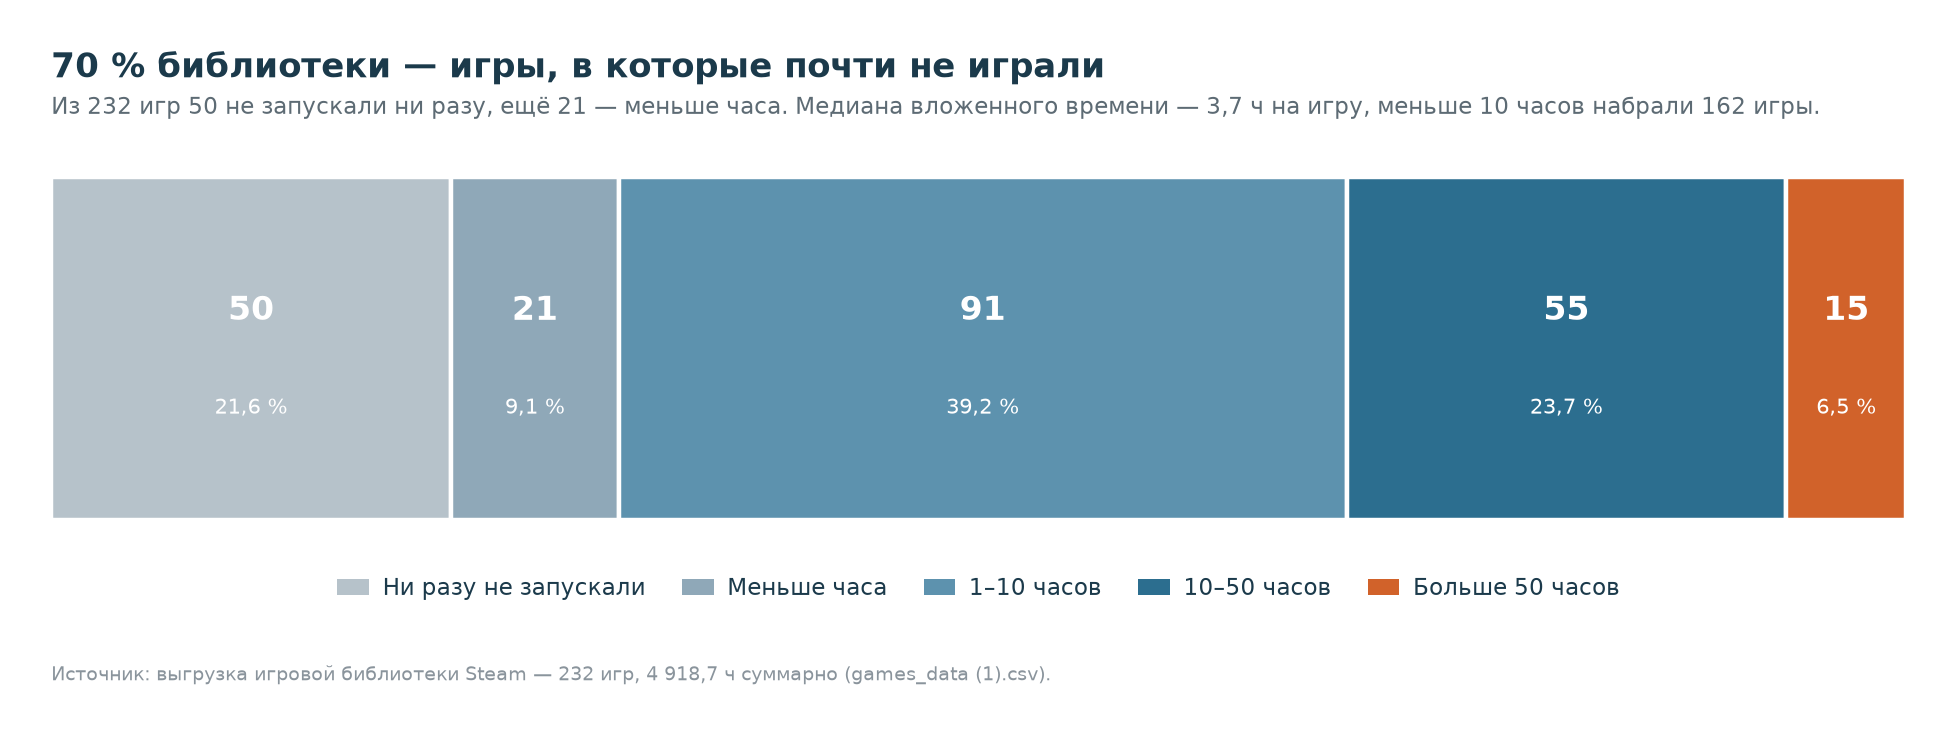 70 % библиотеки — игры, в которые почти не играли
Из 232 игр 50 не запускали ни разу, ещё 21 — меньше часа. Медиана вложенного времени — 3,7 ч на игру, меньше 10 часов набрали 162 игры.
50 21 91 55 15
21,6 % 9,1 % 39,2 % 23,7 % 6,5 %
Ни разу не запускали Меньше часа 1–10 часов 10–50 часов Больше 50 часов
Источник: выгрузка игровой библиотеки Steam — 232 игр, 4 918,7 ч суммарно (games_data (1).csv).